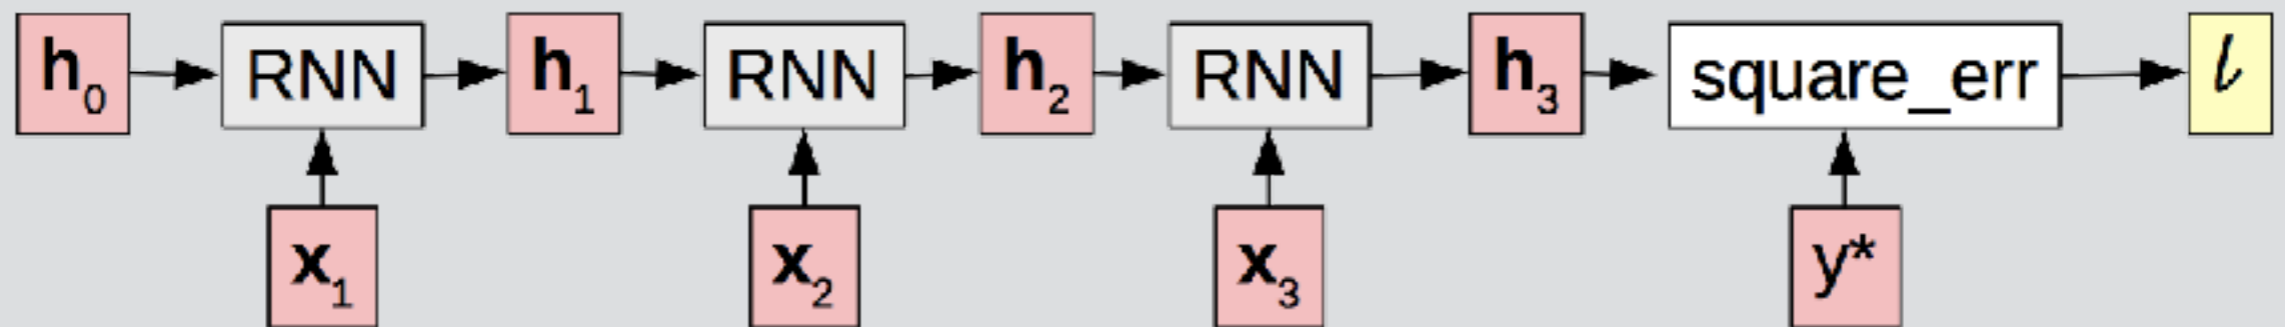 h₀ RNN h₁ RNN h₂ RNN h₃ square_err ℓ
x₁ x₂ x₃ y*